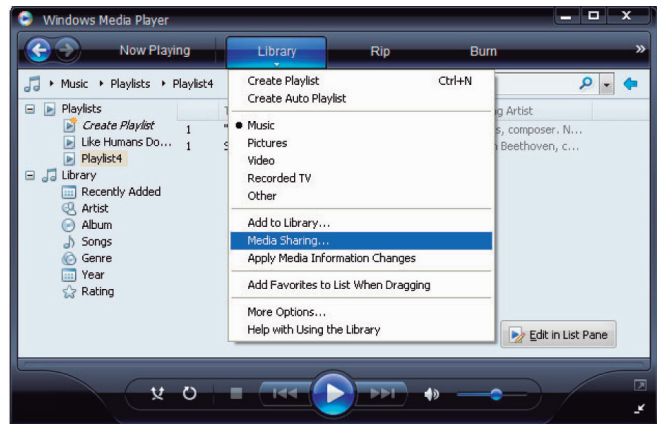 Windows Media Player
Now Playing Library Rip Burn »
Music Playlists Playlist4
Create Playlist Ctrl+N
Create Auto Playlist
Music
Pictures
Video
Recorded TV
Other
Add to Library...
Media Sharing...
Apply Media Information Changes
Add Favorites to List When Dragging
More Options...
Help with Using the Library
Playlists
Create Playlist
Like Humans Do...
Playlist4
Library
Recently Added
Artist
Album
Songs
Genre
Year
Rating
1
1
Artist
, composer. N...
Beethoven, c...
Edit in List Pane